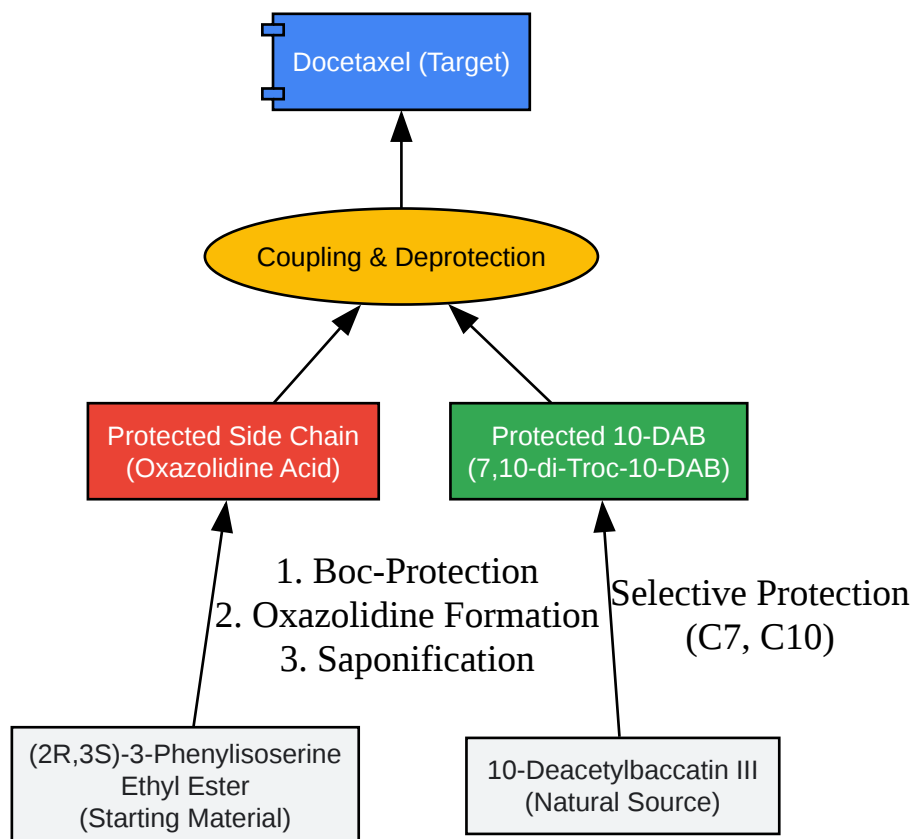 Docetaxel (Target)
Coupling & Deprotection
Protected Side Chain
(Oxazolidine Acid)
Protected 10-DAB
(7,10-di-Troc-10-DAB)
1. Boc-Protection
2. Oxazolidine Formation
3. Saponification
Selective Protection
(C7, C10)
(2R,3S)-3-Phenylisoserine
Ethyl Ester
(Starting Material)
10-Deacetylbaccatin III
(Natural Source)